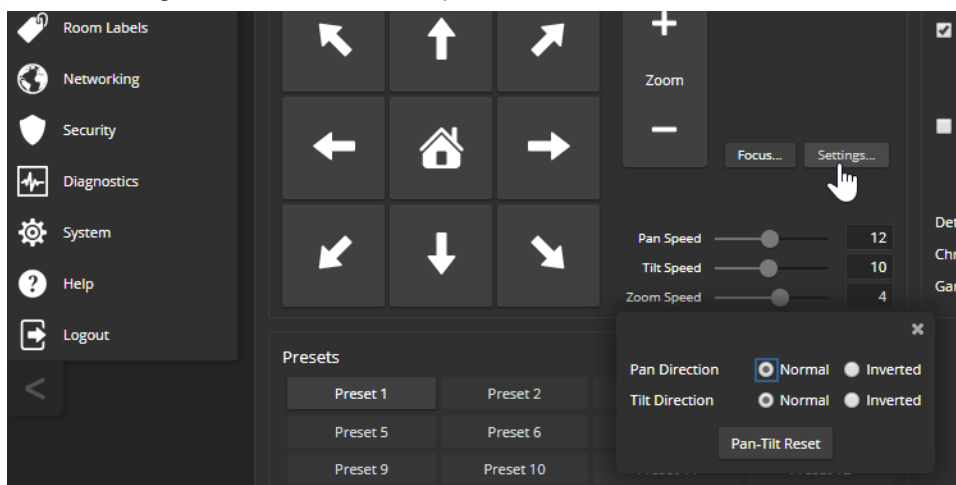 Room Labels
Networking
Security
Diagnostics
System
Help
Logout
Zoom
Focus...
Settings...
Pan Speed 12
Tilt Speed 10
Zoom Speed 4
Presets
Preset 1 Preset 2
Preset 5 Preset 6
Preset 9 Preset 10
Pan Direction Normal Inverted
Tilt Direction Normal Inverted
Pan-Tilt Reset